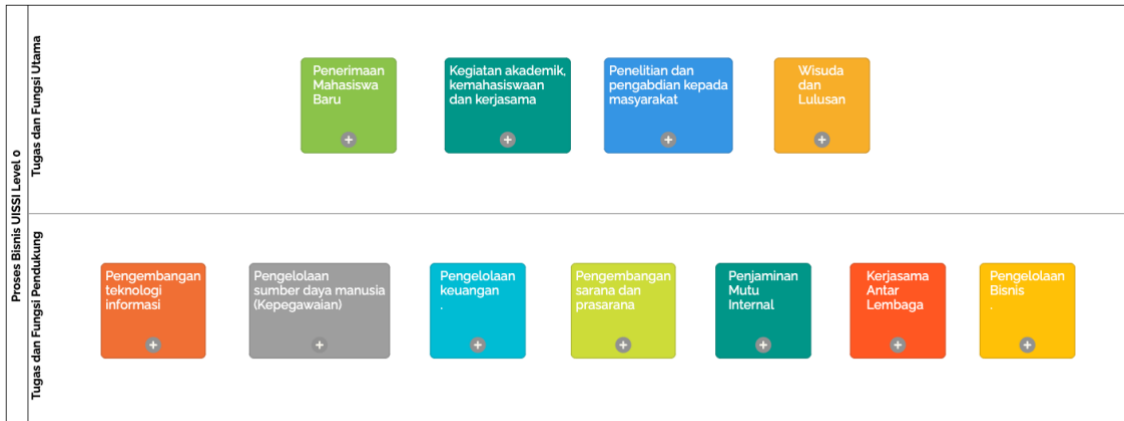 Proses Bisnis UISSI Level 0
Tugas dan Fungsi Utama
Penerimaan
Mahasiswa
Baru
Kegiatan akademik,
kemahasiswaan
dan kerjasama
Penelitian dan
pengabdian kepada
masyarakat
Wisuda
dan
Lulusan
Tugas dan Fungsi Pendukung
Pengembangan
teknologi
informasi
Pengelolaan
sumber daya manusia
(Kepegawaian)
Pengelolaan
keuangan
.
Pengembangan
sarana dan
prasarana
Penjaminan
Mutu
Internal
Kerjasama
Antar
Lembaga
Pengelolaan
Bisnis
.